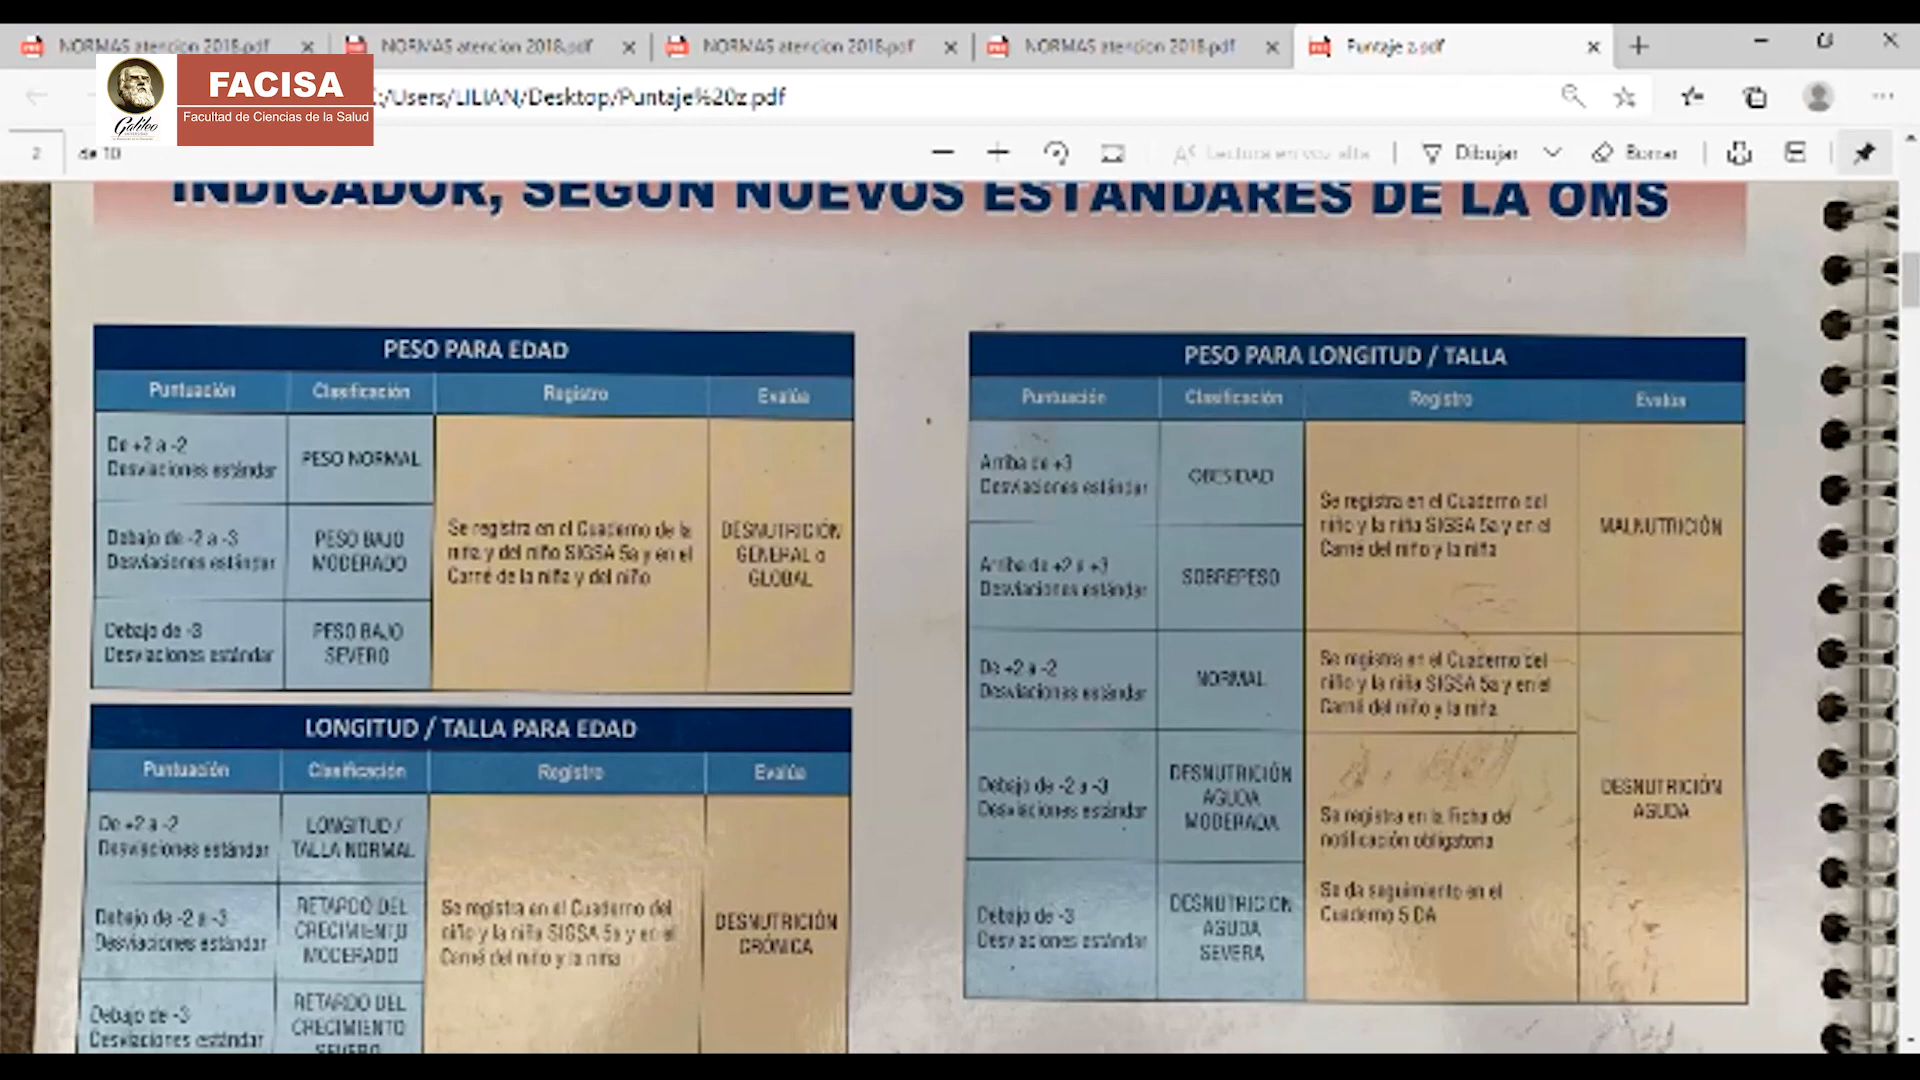 NORMAS atencion 2018.pdf
NORMAS atencion 2018.pdf
NORMAS atencion 2018.pdf
NORMAS atencion 2018.pdf
Puntaje z.pdf
FACISA
Facultad de Ciencias de la Salud
Galileo
:/Users/LILIAN/Desktop/Puntaje%20z.pdf
2
de 10
Lectura en voz alta
Dibujar
Borrar
INDICADOR, SEGÚN NUEVOS ESTÁNDARES DE LA OMS
PESO PARA EDAD
Puntuación
Clasificación
Registro
Evalúa
De +2 a -2
Desviaciones estándar
PESO NORMAL
Debajo de -2 a -3
Desviaciones estándar
PESO BAJO
MODERADO
Debajo de -3
Desviaciones estándar
PESO BAJO
SEVERO
Se registra en el Cuaderno de la
niña y del niño SIGSA 5a y en el
Carné de la niña y del niño
DESNUTRICIÓN
GENERAL o
GLOBAL
LONGITUD / TALLA PARA EDAD
Puntuación
Clasificación
Registro
Evalúa
De +2 a -2
Desviaciones estándar
LONGITUD /
TALLA NORMAL
Debajo de -2 a -3
Desviaciones estándar
RETARDO DEL
CRECIMIENTO
MODERADO
Debajo de -3
Desviaciones estándar
RETARDO DEL
CRECIMIENTO
SEVERO
Se registra en el Cuaderno del
niño y la niña SIGSA 5a y en el
Carné del niño y la niña
DESNUTRICIÓN
CRÓNICA
PESO PARA LONGITUD / TALLA
Puntuación
Clasificación
Registro
Evalúa
Arriba de +3
Desviaciones estándar
OBESIDAD
Arriba de +2 a +3
Desviaciones estándar
SOBREPESO
Se registra en el Cuaderno del
niño y la niña SIGSA 5a y en el
Carné del niño y la niña
MALNUTRICIÓN
De +2 a -2
Desviaciones estándar
NORMAL
Se registra en el Cuaderno del
niño y la niña SIGSA 5a y en el
Carné del niño y la niña
Debajo de -2 a -3
Desviaciones estándar
DESNUTRICIÓN
AGUDA
MODERADA
Debajo de -3
Desviaciones estándar
DESNUTRICIÓN
AGUDA
SEVERA
Se registra en la Ficha de
notificación obligatoria
Se da seguimiento en el
Cuaderno 5 DA
DESNUTRICIÓN
AGUDA